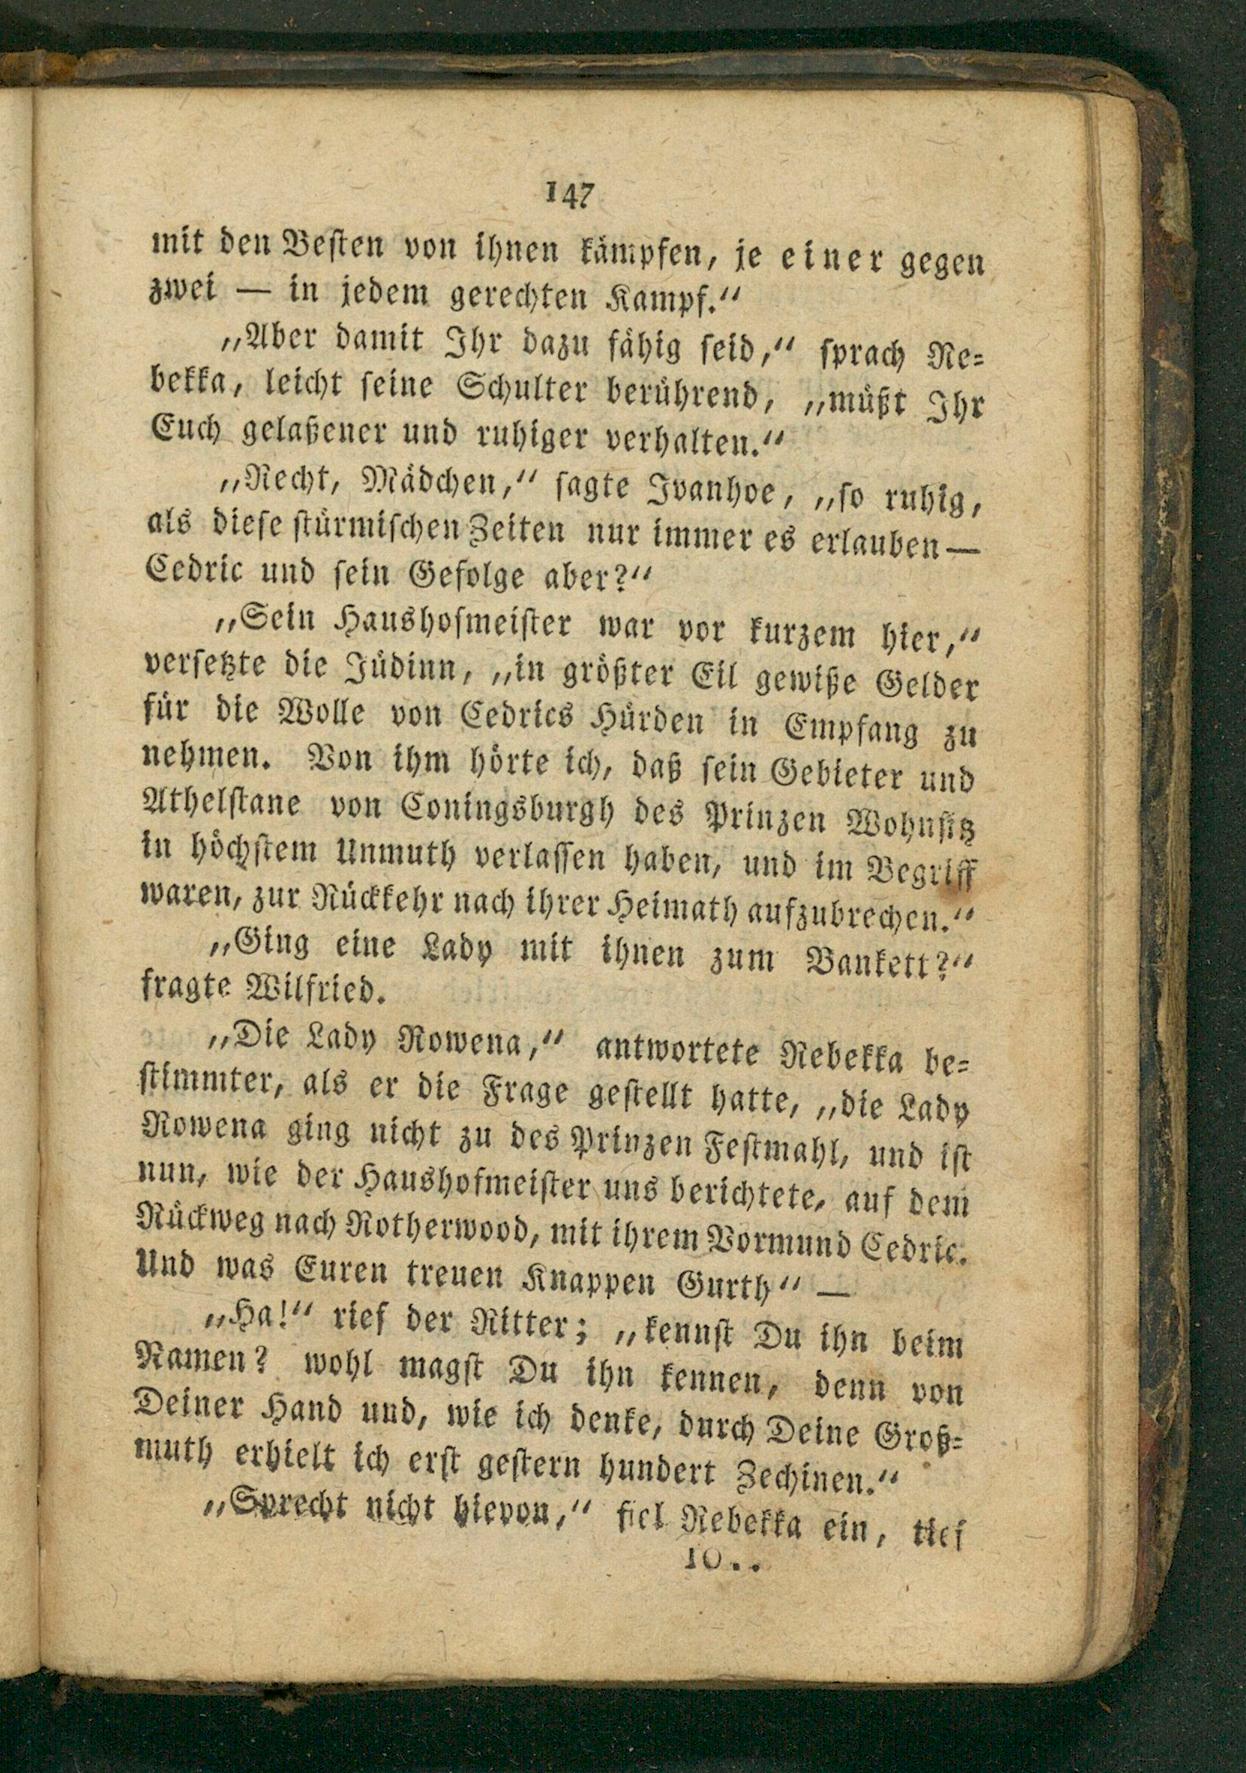 147
mit den Besten von ihnen kämpfen, je einer gegen
zwei — in jedem gerechten Kampf.“
„Aber damit Ihr dazu fähig seid,“ sprach Re-
bekka, leicht seine Schulter berührend, „müßt Ihr
Euch gelaßener und ruhiger verhalten.“
„Recht, Mädchen,“ sagte Ivanhoe, „so ruhig,
als diese stürmischen Zeiten nur immer es erlauben—
Cedric und sein Gefolge aber?“
„Sein Haushofmeister war vor kurzem hier,“
versetzte die Jüdinn, „in größter Eil gewiße Gelder
für die Wolle von Cedrics Hürden in Empfang zu
nehmen. Von ihm hörte ich, daß sein Gebieter und
Athelstane von Coningsburgh des Prinzen Wohnsitz
in höchstem Unmuth verlassen haben, und im Begriff
waren, zur Rückkehr nach ihrer Heimath aufzubrechen.“
„Ging eine Lady mit ihnen zum Bankett?“
fragte Wilfried.
„Die Lady Rowena,“ antwortete Rebekka be-
stimmter, als er die Frage gestellt hatte, „die Lady
Rowena ging nicht zu des Prinzen Festmahl, und ist
nun, wie der Haushofmeister uns berichtete, auf dem
Rückweg nach Rotherwood, mit ihrem Vormund Cedric.
Und was Euren treuen Knappen Gurth“ —
„Ha!“ rief der Ritter; „kennst Du ihn beim
Namen? wohl magst Du ihn kennen, denn von
Deiner Hand und, wie ich denke, durch Deine Groß-
muth erhielt ich erst gestern hundert Zechinen.“
„Sprecht nicht hievon,“ fiel Rebekka ein, tief
10..